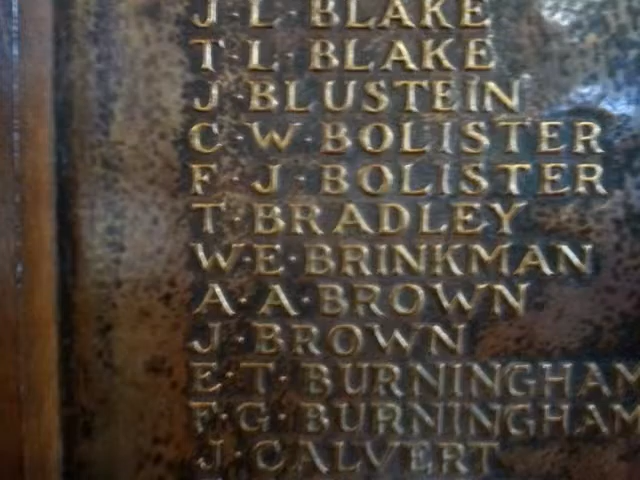 J·L·BLAKE
T·L·BLAKE
J·BLUSTEIN
C·W·BOLISTER
F·J·BOLISTER
T·BRADLEY
W·E·BRINKMAN
A·A·BROWN
J·BROWN
E·T·BURNINGHAM
F·G·BURNINGHAM
J·CALVERT